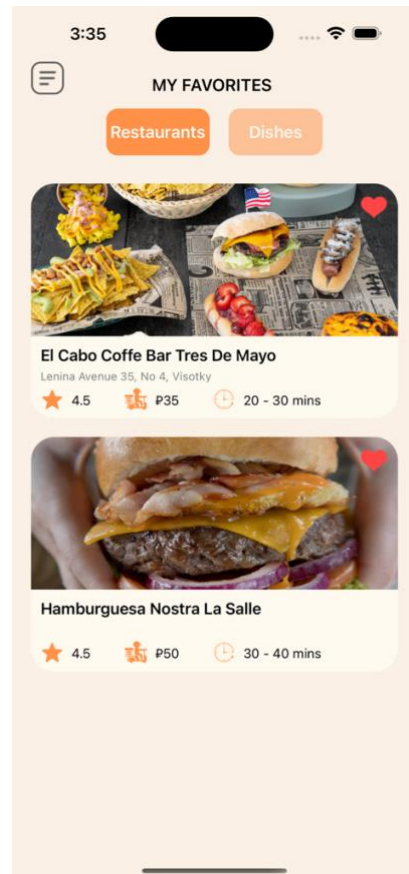 3:35
MY FAVORITES
Restaurants Dishes
El Cabo Coffe Bar Tres De Mayo
Lenina Avenue 35, No 4, Visotky
4.5 ₽35 20 - 30 mins
Hamburguesa Nostra La Salle
4.5 ₽50 30 - 40 mins